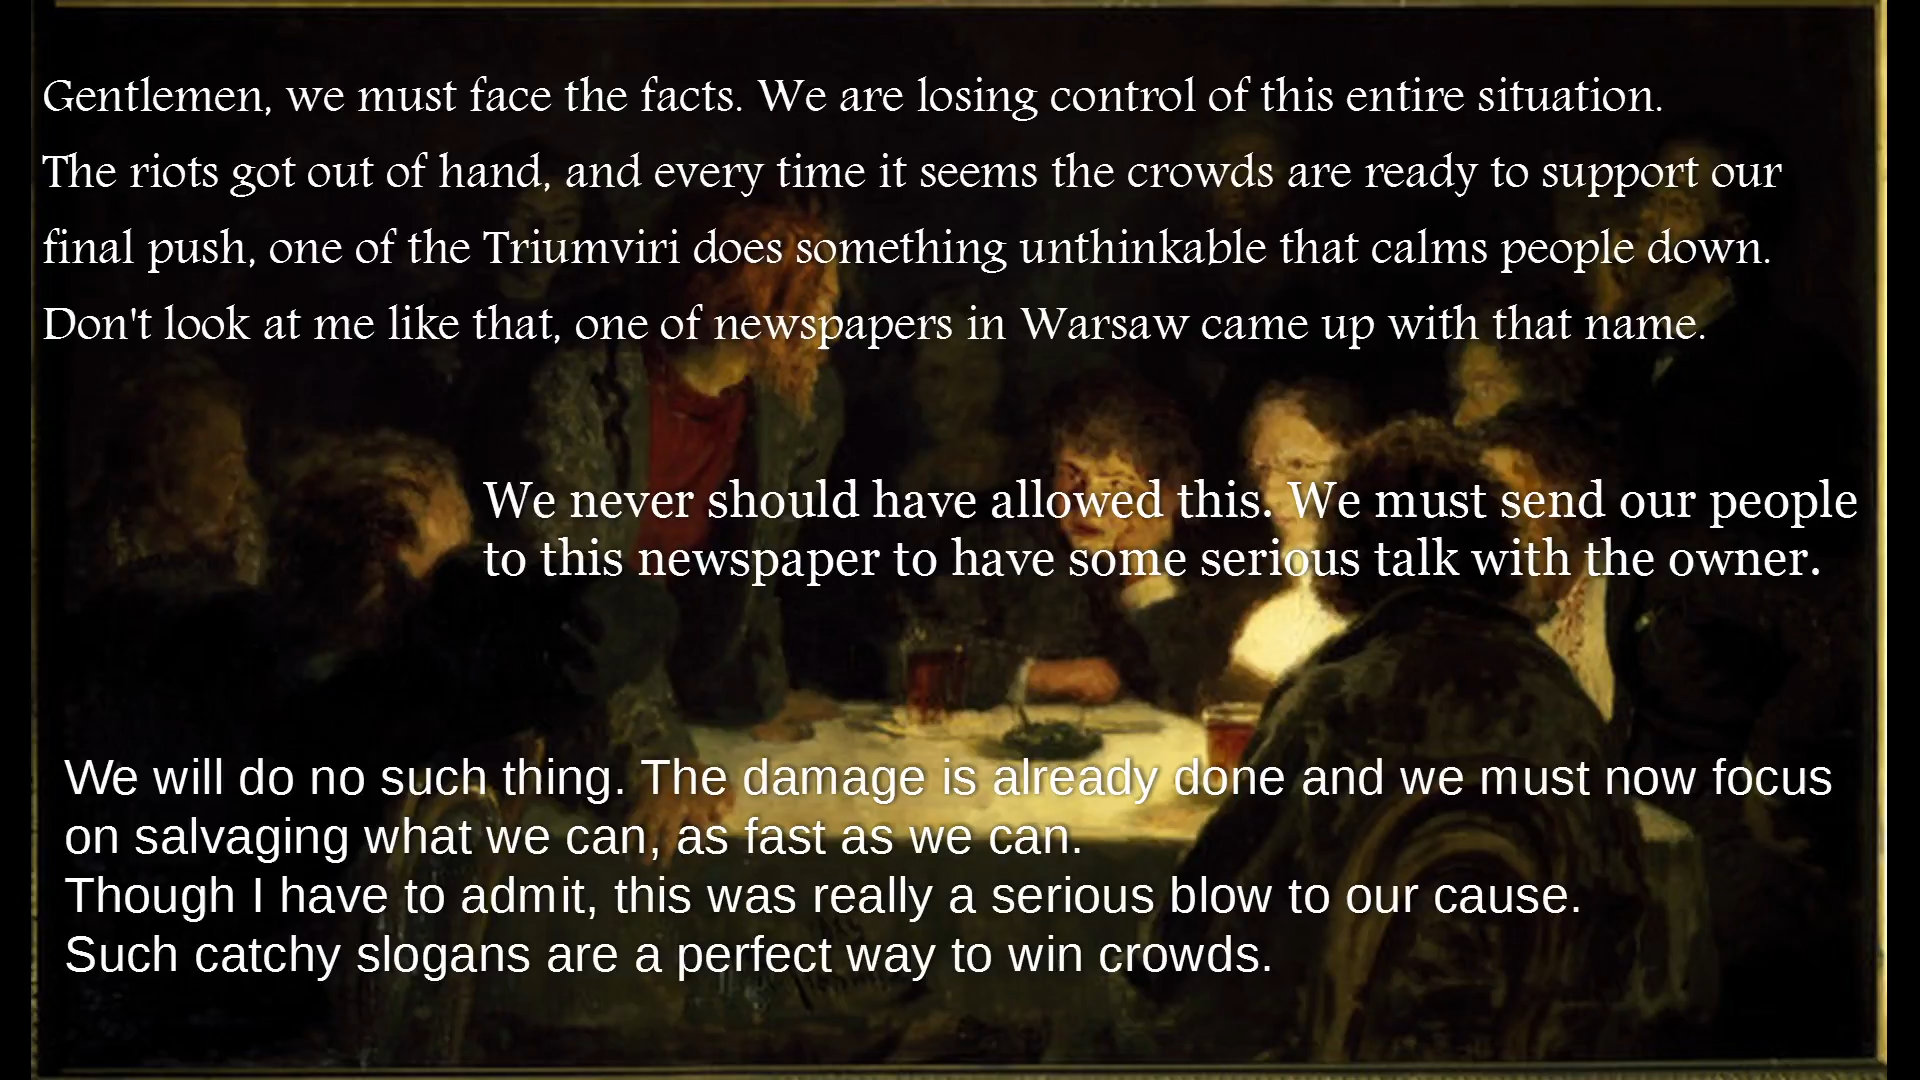 Gentlemen, we must face the facts. We are losing control of this entire situation.
The riots got out of hand, and every time it seems the crowds are ready to support our
final push, one of the Triumviri does something unthinkable that calms people down.
Don't look at me like that, one of newspapers in Warsaw came up with that name.
We never should have allowed this. We must send our people
to this newspaper to have some serious talk with the owner.
We will do no such thing. The damage is already done and we must now focus
on salvaging what we can, as fast as we can.
Though I have to admit, this was really a serious blow to our cause.
Such catchy slogans are a perfect way to win crowds.